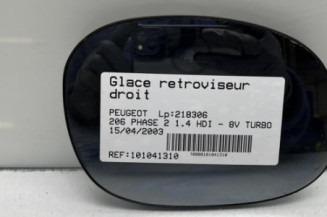 Glace retroviseur
droit
PEUGEOT Lp:218306
206 PHASE 2 1.4 HDI - 8V TURBO
15/04/2003
REF:101041310